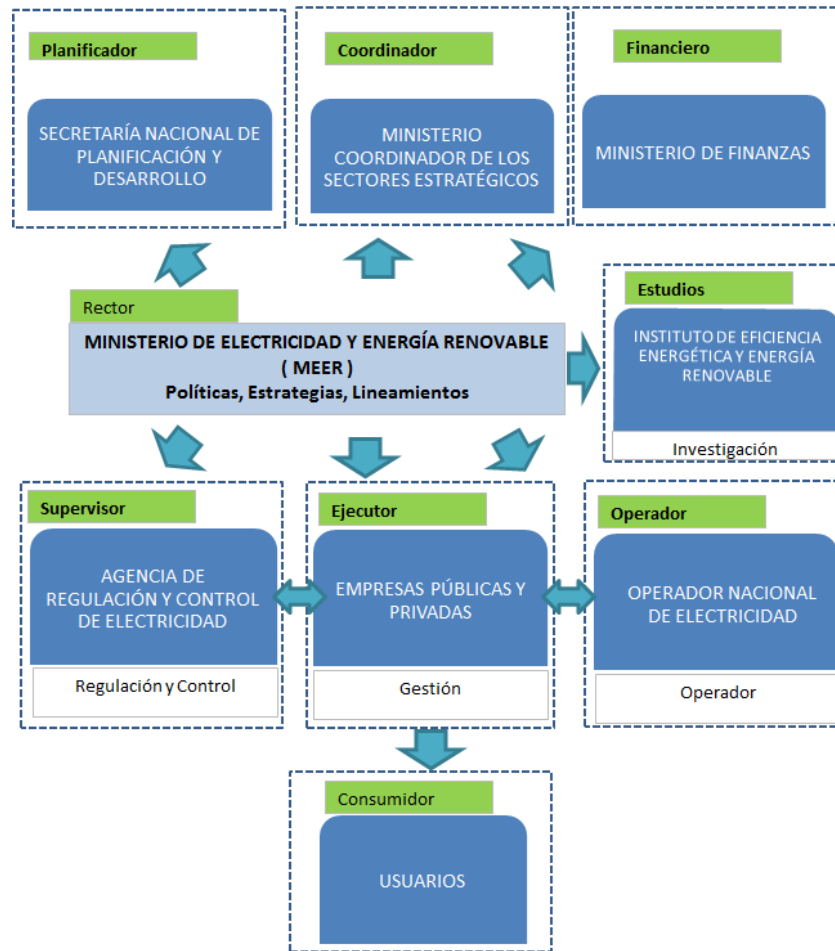 Planificador
SECRETARÍA NACIONAL DE
PLANIFICACIÓN Y
DESARROLLO
Coordinador
MINISTERIO
COORDINADOR DE LOS
SECTORES ESTRATÉGICOS
Financiero
MINISTERIO DE FINANZAS
Rector
MINISTERIO DE ELECTRICIDAD Y ENERGÍA RENOVABLE
( MEER )
Políticas, Estrategias, Lineamientos
Estudios
INSTITUTO DE EFICIENCIA
ENERGÉTICA Y ENERGÍA
RENOVABLE
Investigación
Supervisor
AGENCIA DE
REGULACIÓN Y CONTROL
DE ELECTRICIDAD
Regulación y Control
Ejecutor
EMPRESAS PÚBLICAS Y
PRIVADAS
Gestión
Operador
OPERADOR NACIONAL
DE ELECTRICIDAD
Operador
Consumidor
USUARIOS